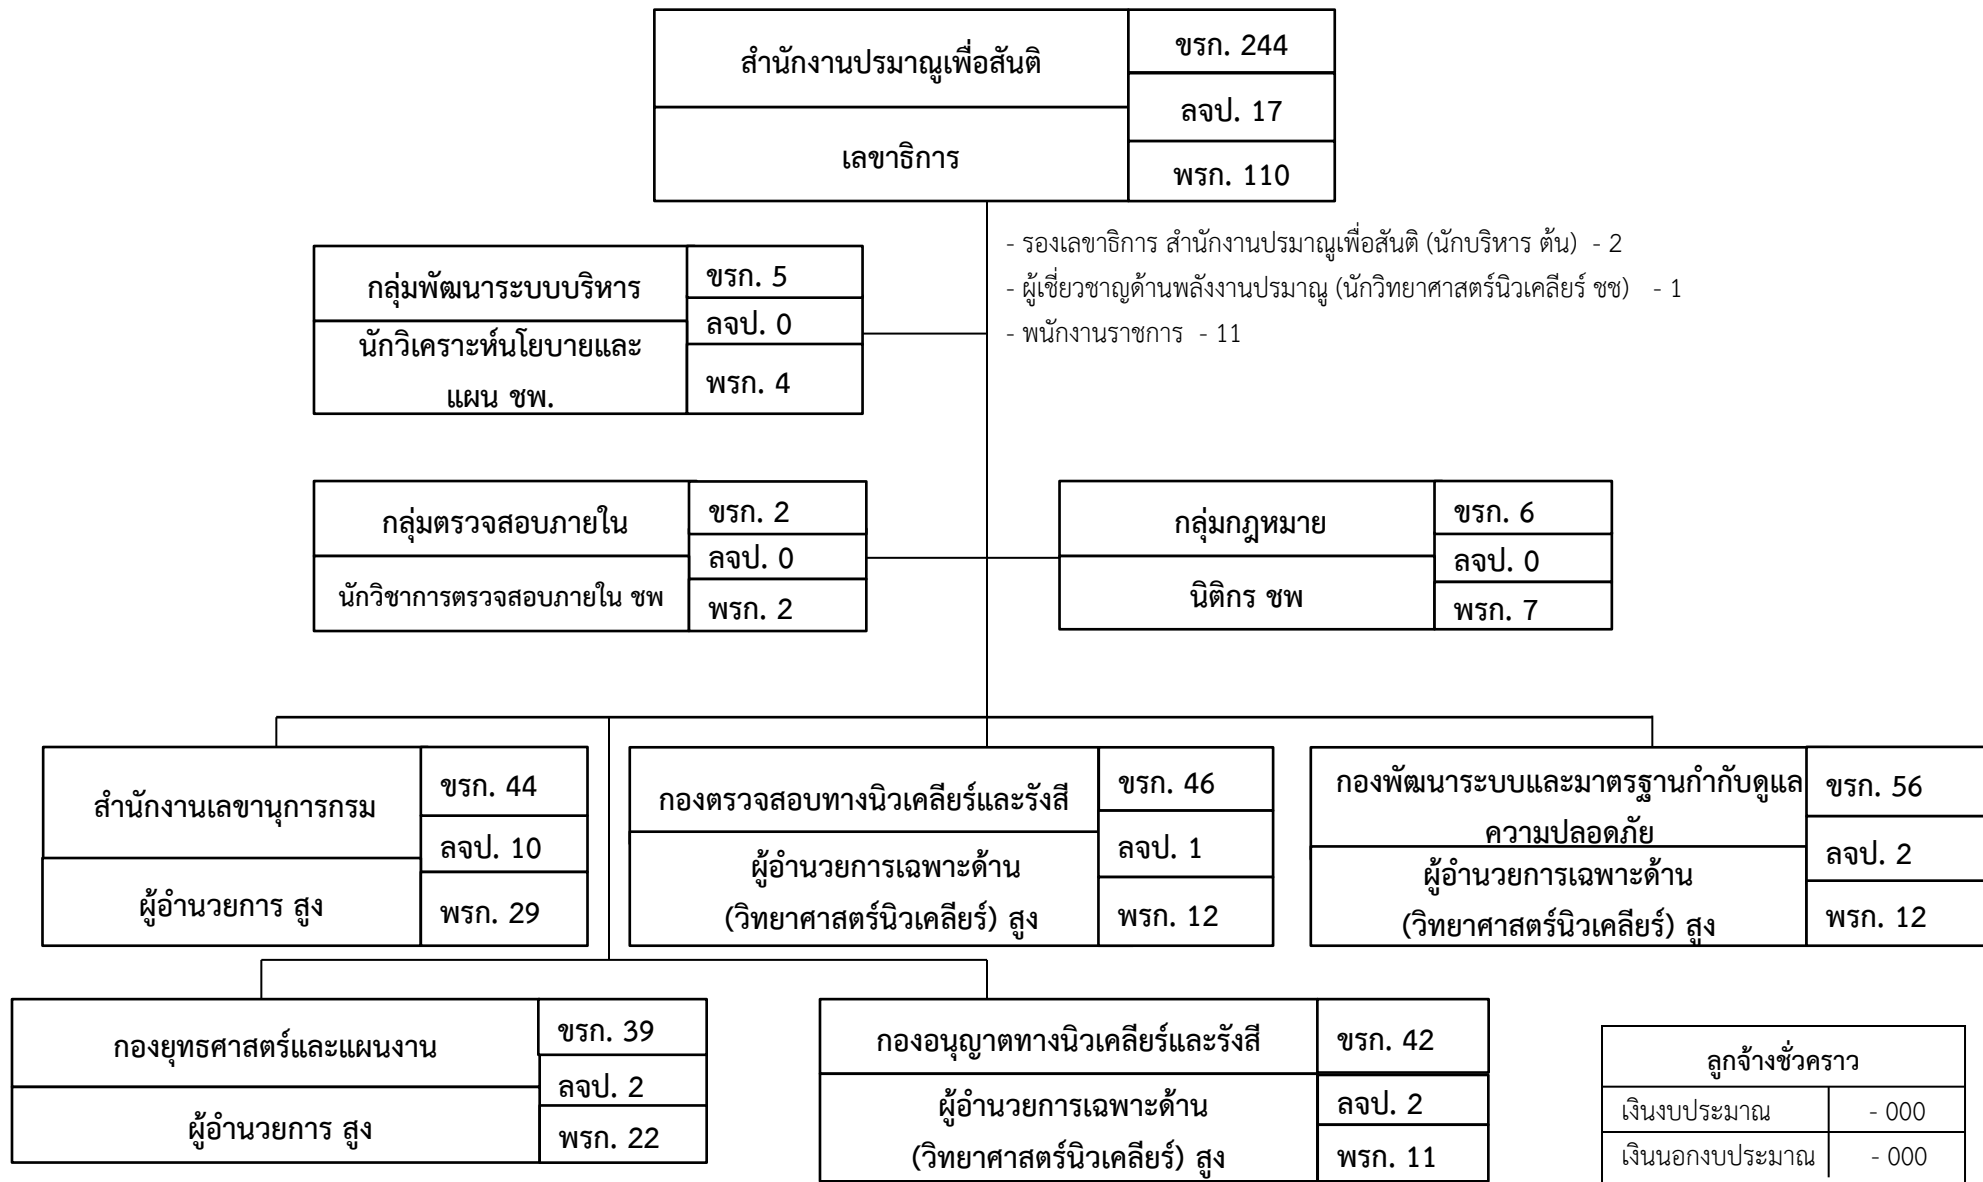 สำนักงานปรมาณูเพื่อสันติ
เลขาธิการ
ขรก. 244
ลจป. 17
พรก. 110
- รองเลขาธิการ สำนักงานปรมาณูเพื่อสันติ (นักบริหาร ต้น) - 2
- ผู้เชี่ยวชาญด้านพลังงานปรมาณู (นักวิทยาศาสตร์นิวเคลียร์ ชช) - 1
- พนักงานราชการ - 11
กลุ่มพัฒนาระบบบริหาร
นักวิเคราะห์นโยบายและ
แผน ชพ.
ขรก. 5
ลจป. 0
พรก. 4
กลุ่มตรวจสอบภายใน
นักวิชาการตรวจสอบภายใน ชพ
ขรก. 2
ลจป. 0
พรก. 2
กลุ่มกฎหมาย
นิติกร ชพ
ขรก. 6
ลจป. 0
พรก. 7
สำนักงานเลขานุการกรม
ผู้อำนวยการ สูง
ขรก. 44
ลจป. 10
พรก. 29
กองตรวจสอบทางนิวเคลียร์และรังสี
ผู้อำนวยการเฉพาะด้าน
(วิทยาศาสตร์นิวเคลียร์) สูง
ขรก. 46
ลจป. 1
พรก. 12
กองพัฒนาระบบและมาตรฐานกำกับดูแล
ความปลอดภัย
ผู้อำนวยการเฉพาะด้าน
(วิทยาศาสตร์นิวเคลียร์) สูง
ขรก. 56
ลจป. 2
พรก. 12
กองยุทธศาสตร์และแผนงาน
ผู้อำนวยการ สูง
ขรก. 39
ลจป. 2
พรก. 22
กองอนุญาตทางนิวเคลียร์และรังสี
ผู้อำนวยการเฉพาะด้าน
(วิทยาศาสตร์นิวเคลียร์) สูง
ขรก. 42
ลจป. 2
พรก. 11
ลูกจ้างชั่วคราว
เงินงบประมาณ - 000
เงินนอกงบประมาณ - 000